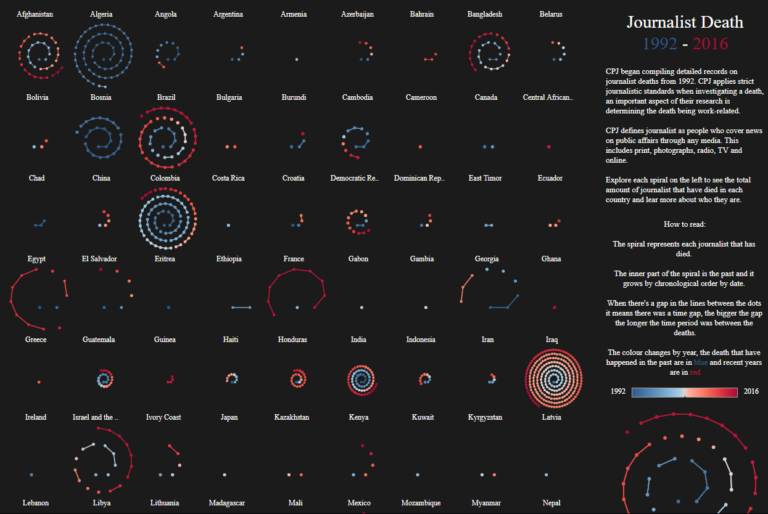 Afghanistan Algeria Angola Argentina Armenia Azerbaijan Bahrain Bangladesh Belarus
Bolivia Bosnia Brazil Bulgaria Burundi Cambodia Cameroon Canada Central African..
Chad China Colombia Costa Rica Croatia Democratic Re.. Dominican Rep.. East Timor Ecuador
Egypt El Salvador Eritrea Ethiopia France Gabon Gambia Georgia Ghana
Greece Guatemala Guinea Haiti Honduras India Indonesia Iran Iraq
Ireland Israel and the .. Ivory Coast Japan Kazakhstan Kenya Kuwait Kyrgyzstan Latvia
Lebanon Libya Lithuania Madagascar Mali Mexico Mozambique Myanmar Nepal
Journalist Death
1992 - 2016
CPJ began compiling detailed records on
journalist deaths from 1992. CPJ applies strict
journalistic standards when investigating a death,
an important aspect of their research is
determining the death being work-related.
CPJ defines journalist as people who cover news
on public affairs through any media. This
includes print, photographs, radio, TV and
online.
Explore each spiral on the left to see the total
amount of journalist that have died in each
country and lear more about who they are.
How to read:
The spiral represents each journalist that has
died.
The inner part of the spiral is the past and it
grows by chronological order by date.
When there's a gap in the lines between the dots
it means there was a time gap, the bigger the gap
the longer the time period was between the
deaths.
The colour changes by year, the death that have
happened in the past are in blue and recent years
are in red
1992 2016